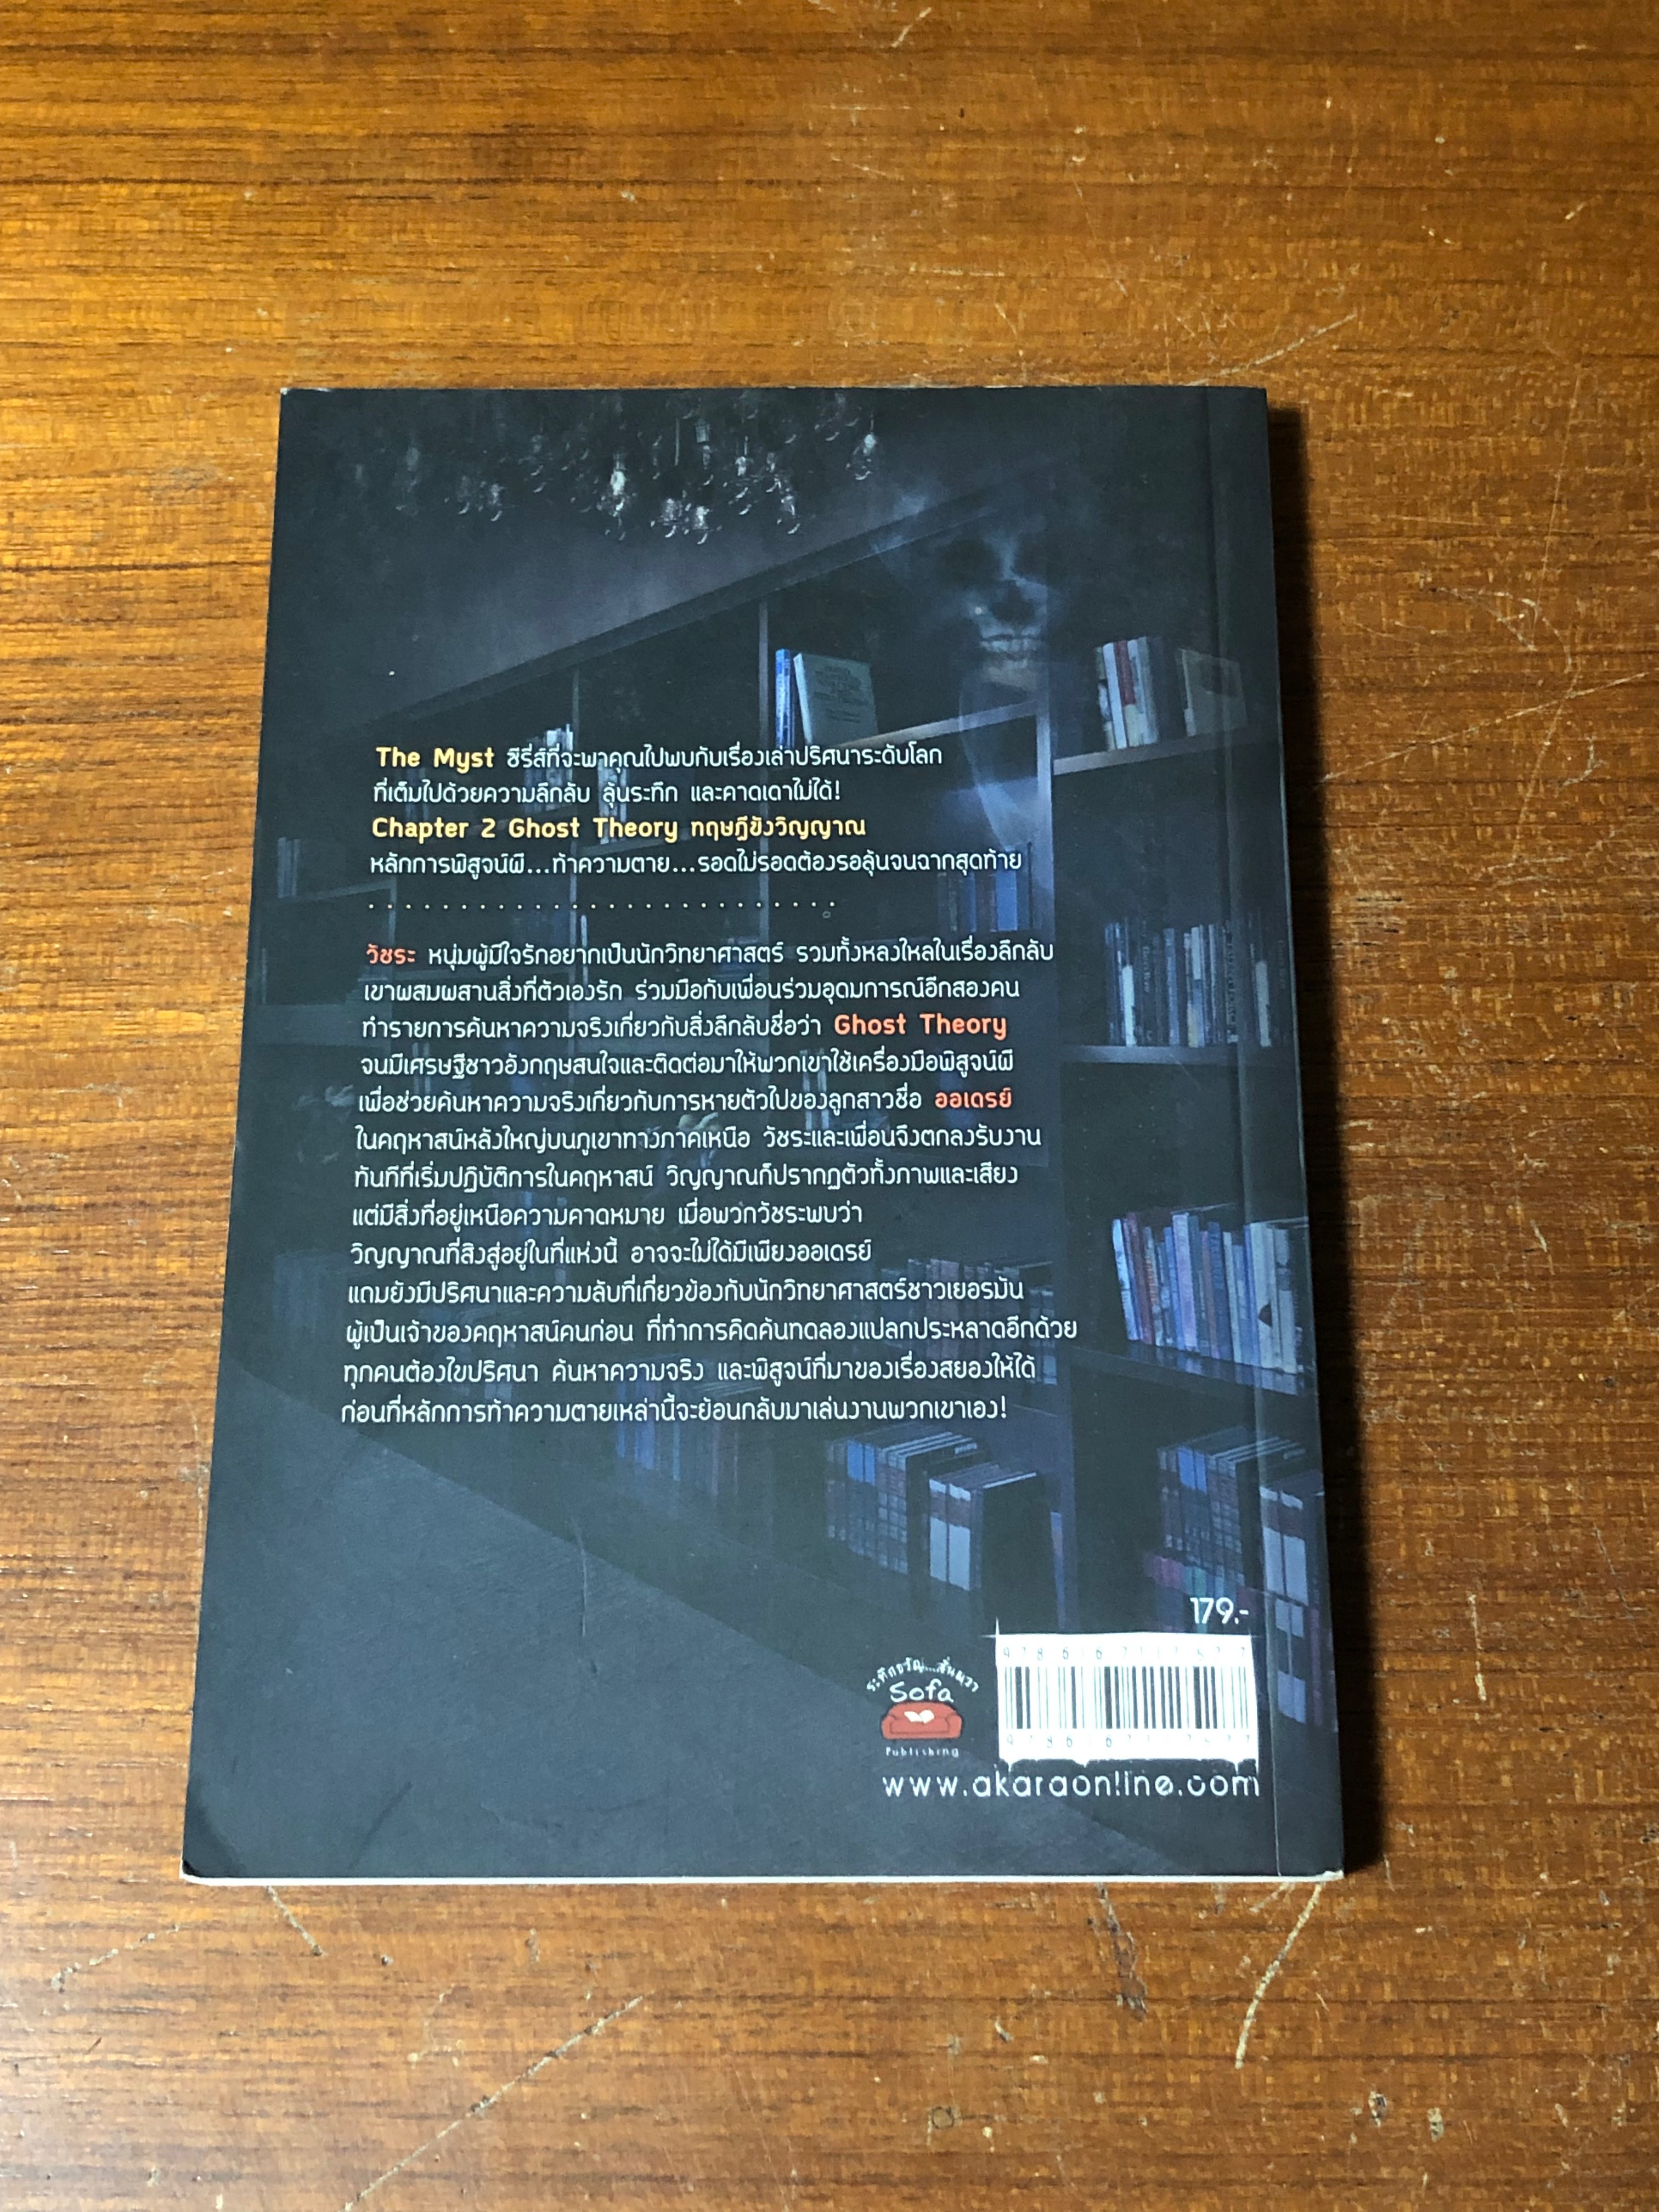 The Myst ซีรี่ส์ที่จะพาคุณไปพบกับเรื่องเล่าปริศนาระดับโลก
ที่เต็มไปด้วยความลึกลับ ลุ้นระทึก และคาดเดาไม่ได้!
Chapter 2 Ghost Theory ทฤษฎีขังวิญญาณ
หลักการพิสูจน์ผี...ท้าความตาย...รอดไม่รอดต้องรอลุ้นจนฉากสุดท้าย
วัชระ หนุ่มผู้มีใจรักอยากเป็นนักวิทยาศาสตร์ รวมทั้งหลงใหลในเรื่องลึกลับ
เขาผสมผสานสิ่งที่ตัวเองรัก ร่วมมือกับเพื่อนร่วมอุดมการณ์อีกสองคน
ทำรายการค้นหาความจริงเกี่ยวกับสิ่งลึกลับชื่อว่า Ghost Theory
จนมีเศรษฐีชาวอังกฤษสนใจและติดต่อมาให้พวกเขาใช้เครื่องมือพิสูจน์ผี
เพื่อช่วยค้นหาความจริงเกี่ยวกับการหายตัวไปของลูกสาวชื่อ ออเดรย์
ในคฤหาสน์หลังใหญ่บนภูเขาทางภาคเหนือ วัชระและเพื่อนจึงตกลงรับงาน
ทันทีที่เริ่มปฏิบัติการในคฤหาสน์ วิญญาณก็ปรากฏตัวทั้งภาพและเสียง
แต่มีสิ่งที่อยู่เหนือความคาดหมาย เมื่อพวกวัชระพบว่า
วิญญาณที่สิงสู่อยู่ในที่แห่งนี้ อาจจะไม่ได้มีเพียงออเดรย์
แถมยังมีปริศนาและความลับที่เกี่ยวข้องกับนักวิทยาศาสตร์ชาวเยอรมัน
ผู้เป็นเจ้าของคฤหาสน์คนก่อน ที่ทำการคิดค้นทดลองแปลกประหลาดอีกด้วย
ทุกคนต้องไขปริศนา ค้นหาความจริง และพิสูจน์ที่มาของเรื่องสยองให้ได้
ก่อนที่หลักการท้าความตายเหล่านี้จะย้อนกลับมาเล่นงานพวกเขาเอง!
179.-
ระทึกขวัญ...สั่นผวา
Sofa
Publishing
www.akaraonline.com